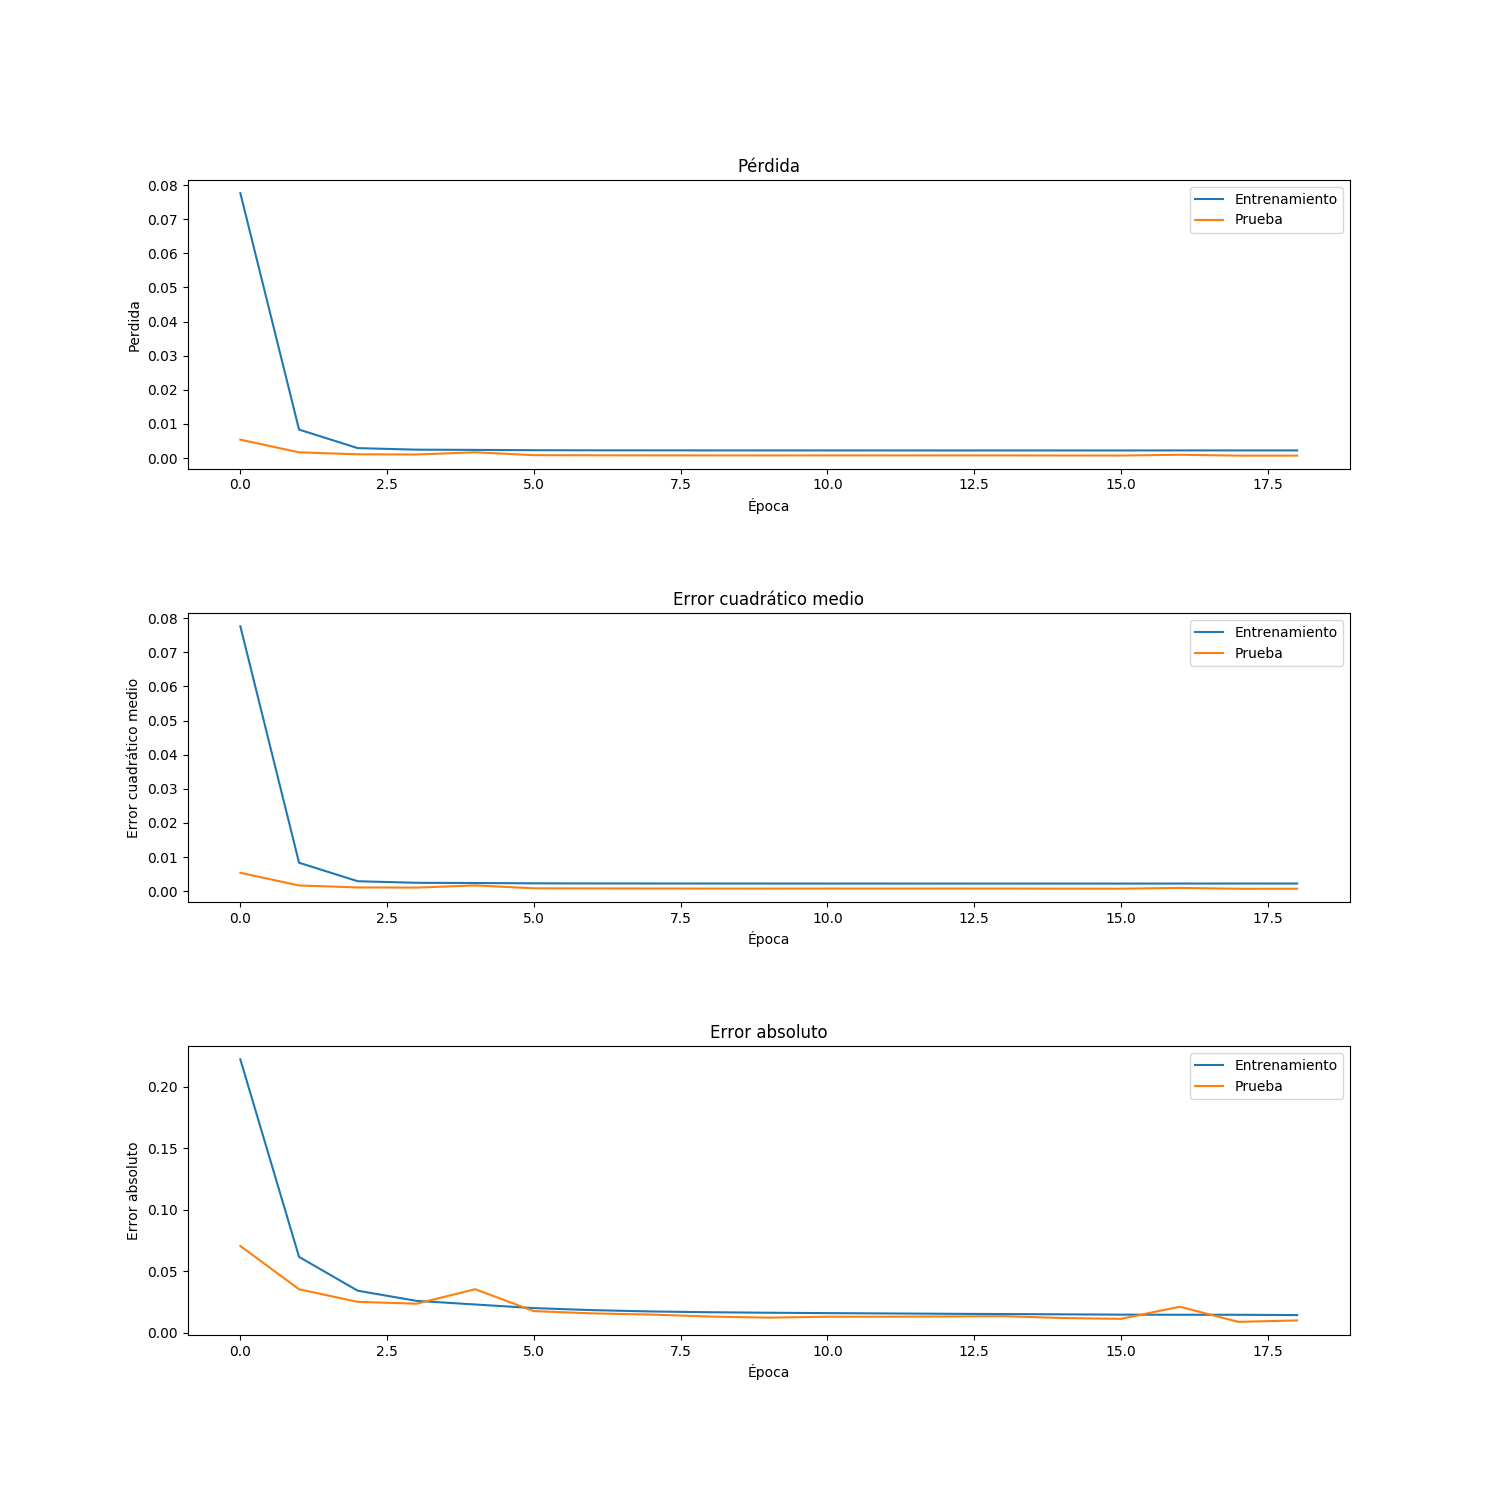 Pérdida
0.08
0.07
0.06
0.05
0.04
0.03
0.02
0.01
0.00
Perdida
Entrenamiento
Prueba
0.0 2.5 5.0 7.5 10.0 12.5 15.0 17.5
Época
Error cuadrático medio
0.08
0.07
0.06
0.05
0.04
0.03
0.02
0.01
0.00
Error cuadrático medio
Entrenamiento
Prueba
0.0 2.5 5.0 7.5 10.0 12.5 15.0 17.5
Época
Error absoluto
0.20
0.15
0.10
0.05
0.00
Error absoluto
Entrenamiento
Prueba
0.0 2.5 5.0 7.5 10.0 12.5 15.0 17.5
Época